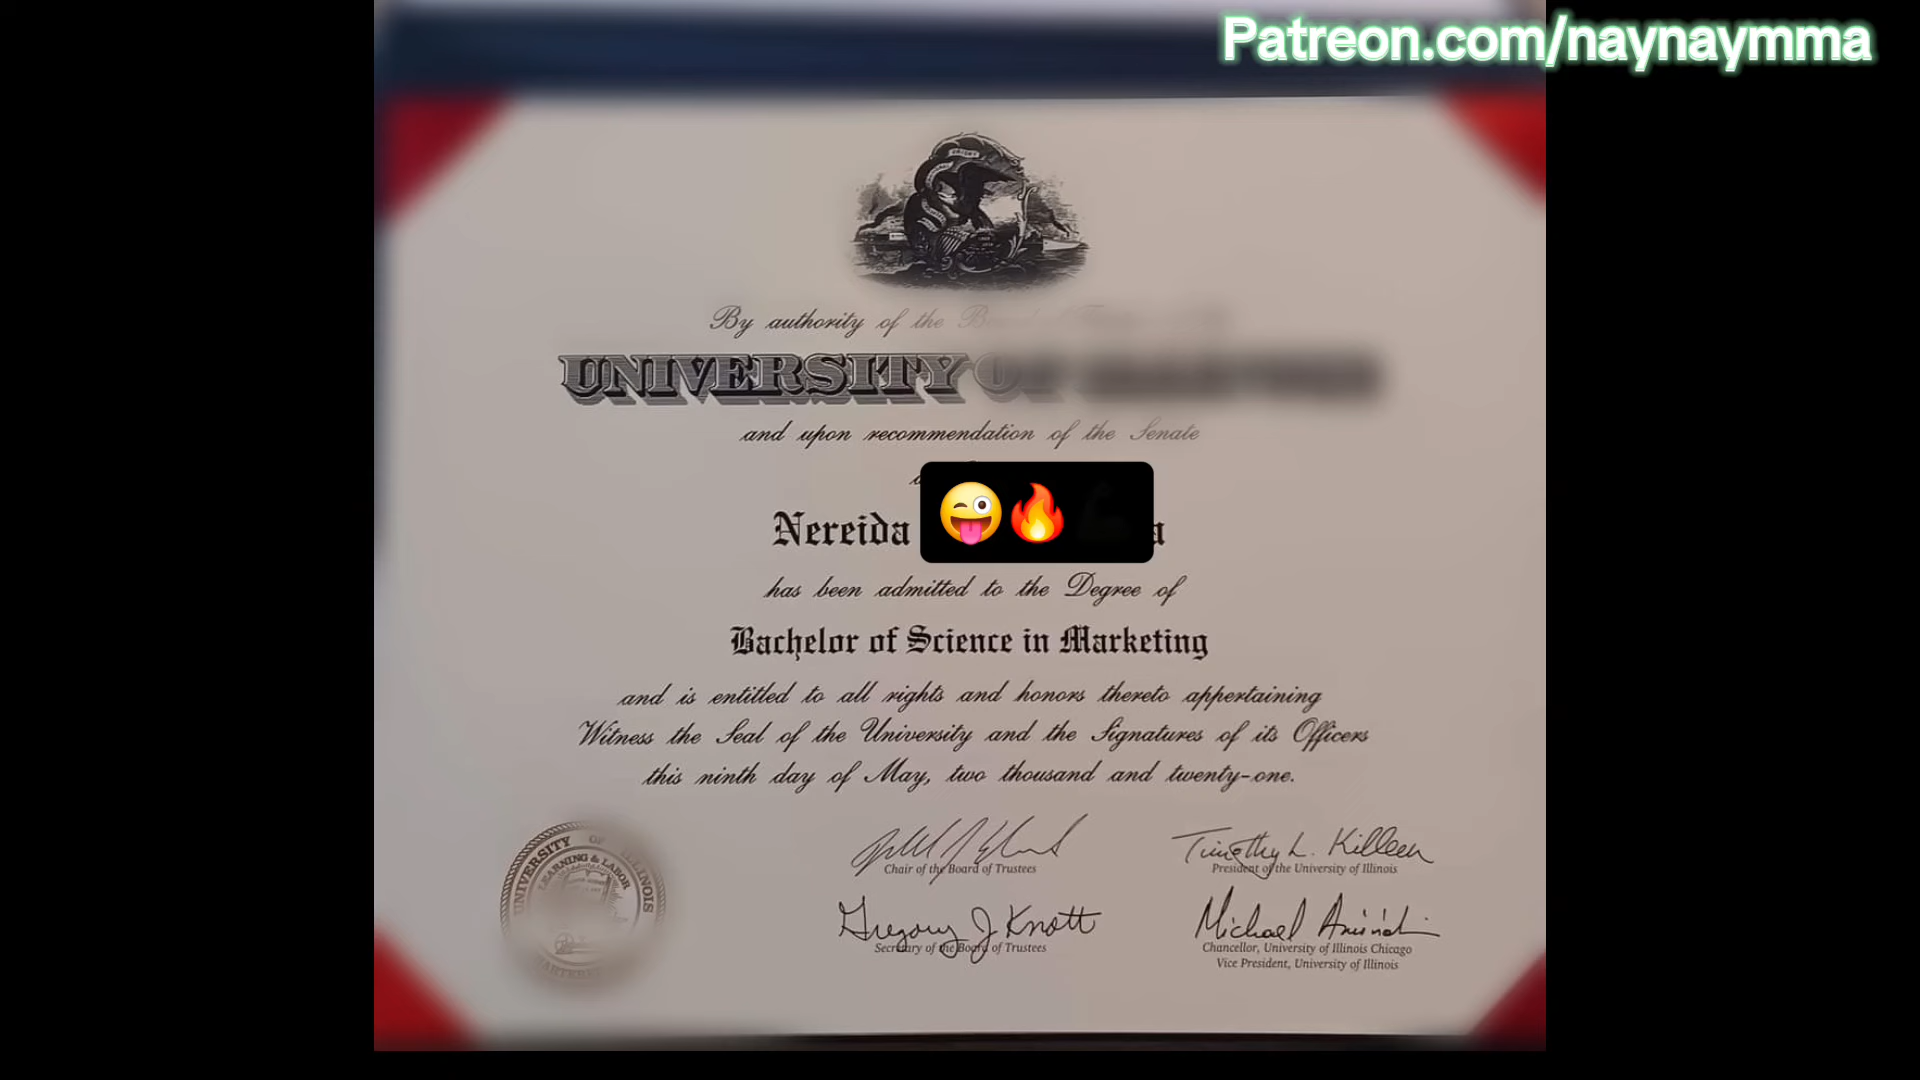 Patreon.com/naynaymma
By authority of the
UNIVERSITY OF
and upon recommendation of the Senate
Nereida
has been admitted to the Degree of
Bachelor of Science in Marketing
and is entitled to all rights and honors thereto appertaining
Witness the Seal of the University and the Signatures of its Officers
this ninth day of May, two thousand and twenty-one.
UNIVERSITY OF ILLINOIS
LEARNING & LABOR
Chair of the Board of Trustees
Timothy L. Killeen
President of the University of Illinois
Gregory J Knott
Secretary of the Board of Trustees
Michael
Chancellor, University of Illinois Chicago
Vice President, University of Illinois